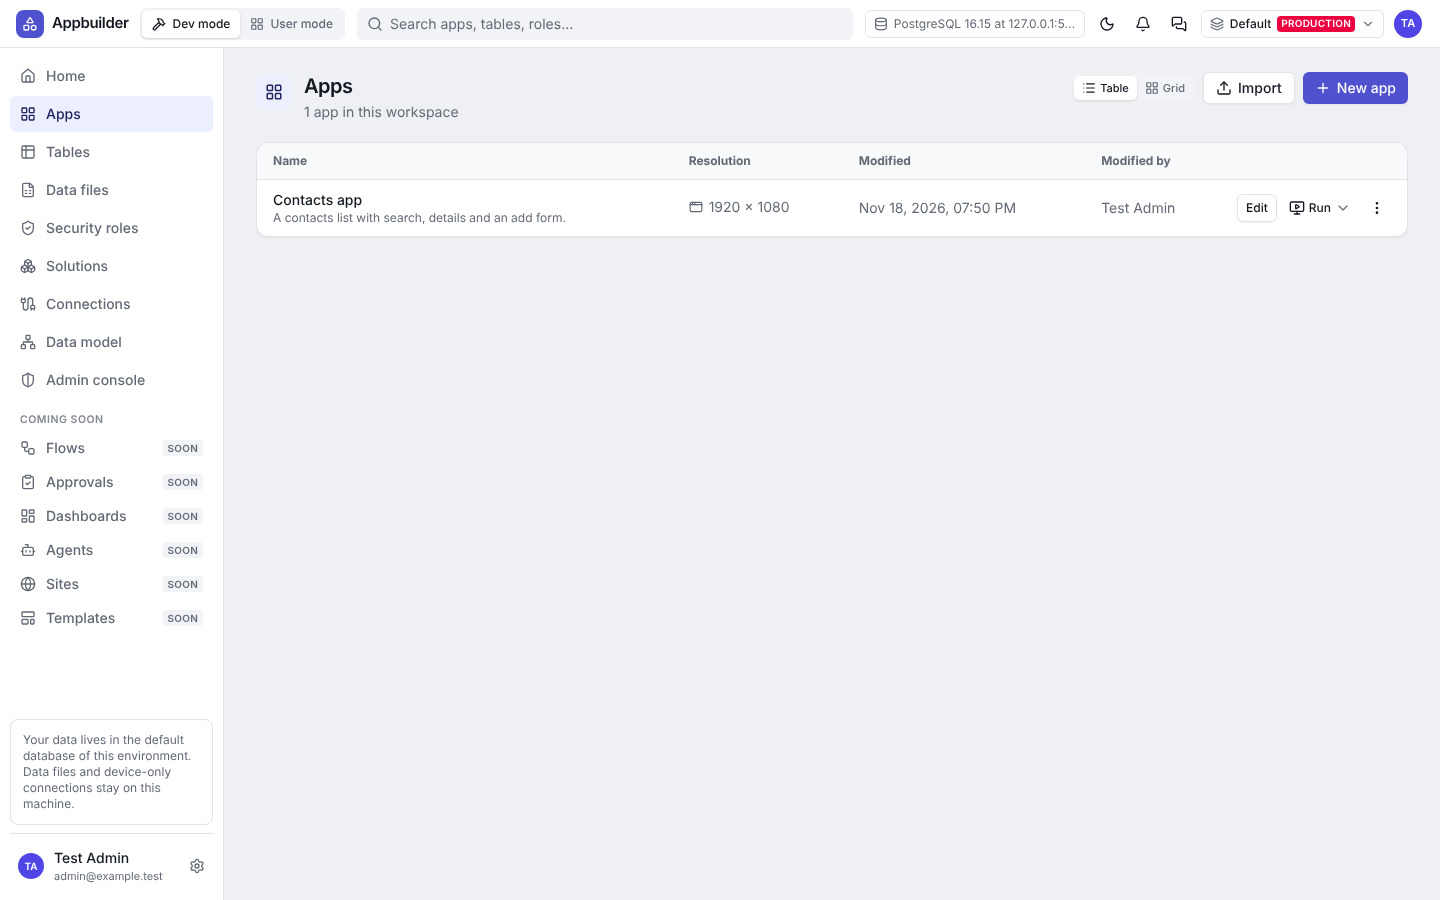 Appbuilder
Dev mode
User mode
Search apps, tables, roles...
PostgreSQL 16.15 at 127.0.0.1:5...
Default PRODUCTION
TA
Home
Apps
Tables
Data files
Security roles
Solutions
Connections
Data model
Admin console
COMING SOON
Flows SOON
Approvals SOON
Dashboards SOON
Agents SOON
Sites SOON
Templates SOON
Your data lives in the default
database of this environment.
Data files and device-only
connections stay on this
machine.
TA
Test Admin
admin@example.test
Apps
1 app in this workspace
Table
Grid
Import
New app
Name Resolution Modified Modified by
Contacts app
A contacts list with search, details and an add form.
1920 × 1080
Nov 18, 2026, 07:50 PM
Test Admin
Edit
Run